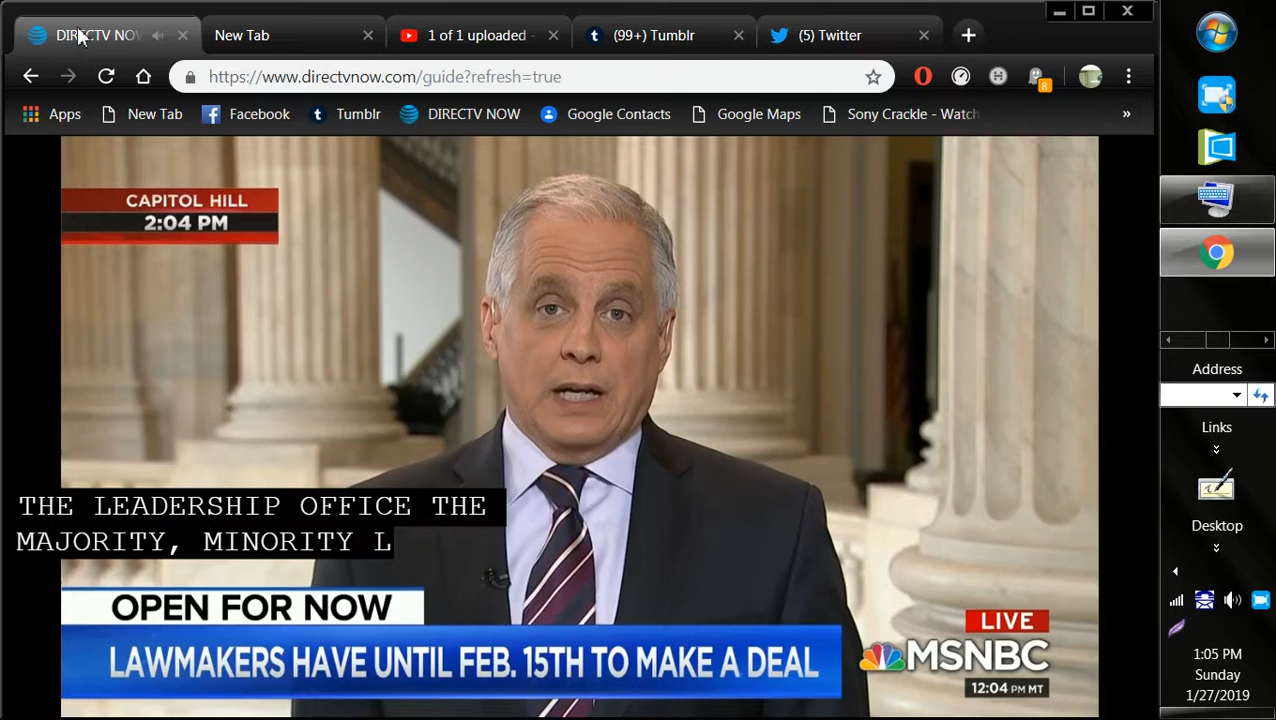 DIRECTV NOW
New Tab
1 of 1 uploaded -
(99+) Tumblr
(5) Twitter
https://www.directvnow.com/guide?refresh=true
8
Apps
New Tab
Facebook
Tumblr
DIRECTV NOW
Google Contacts
Google Maps
Sony Crackle - Watch
»
CAPITOL HILL
2:04 PM
THE LEADERSHIP OFFICE THE
MAJORITY, MINORITY L
OPEN FOR NOW
LAWMAKERS HAVE UNTIL FEB. 15TH TO MAKE A DEAL
LIVE
MSNBC
12:04 PM MT
Address
Links
Desktop
1:05 PM
Sunday
1/27/2019